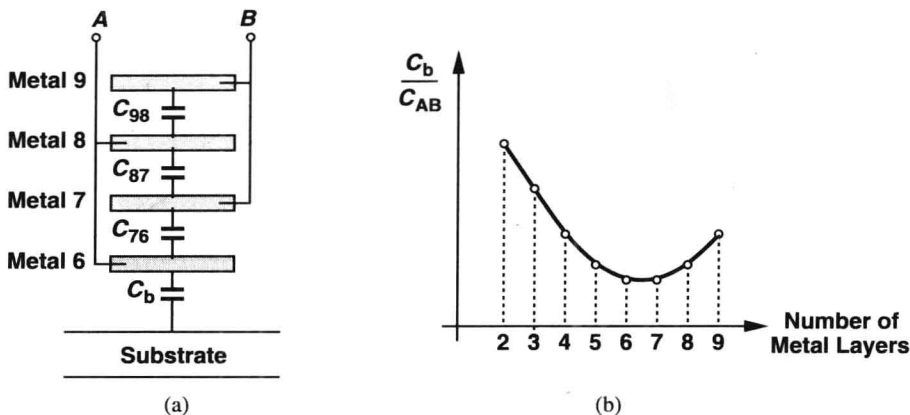 A B
Metal 9
C98
Metal 8
C87
Metal 7
C76
Metal 6
Cb
Substrate
(a)
Cb
CAB
2 3 4 5 6 7 8 9
Number of
Metal Layers
(b)